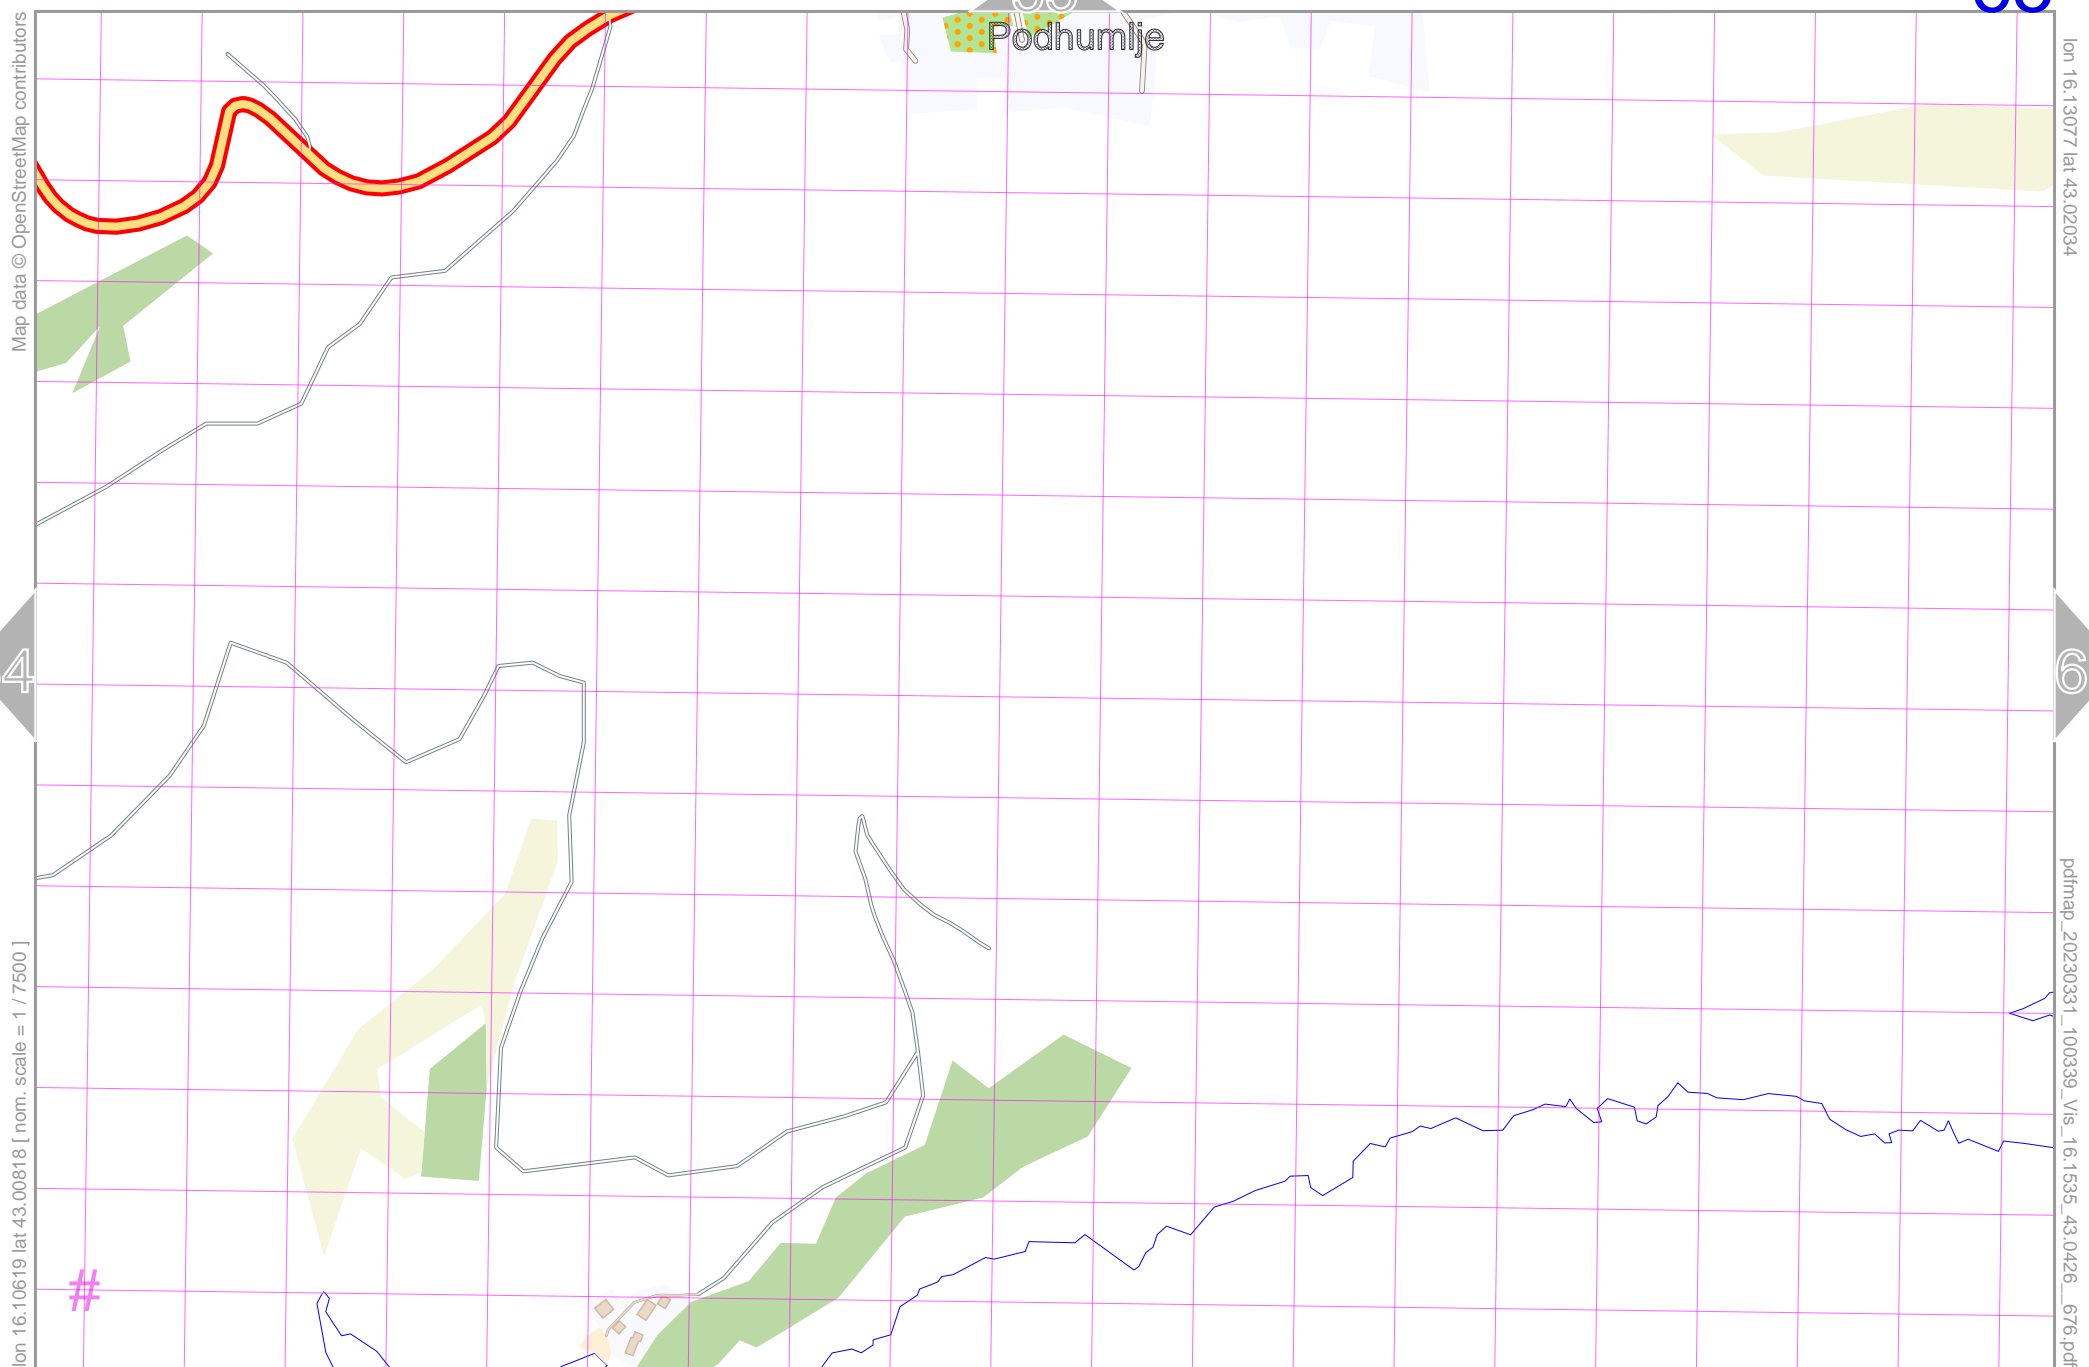 Podhumlje
Map data © OpenStreetMap contributors
lon 16.13077 lat 43.02034
4
6
lon 16.10619 lat 43.00818 [ nom. scale = 1 / 7500 ]
pdfmap_20230331_100339_Vis_16.1535_43.0426__676.pdf
#